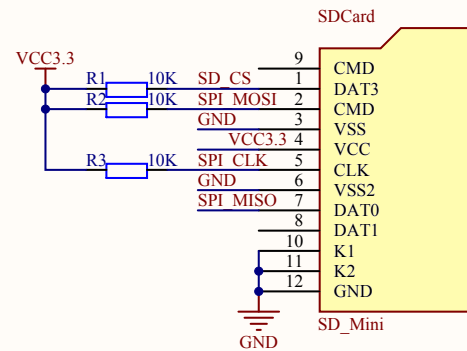 SDCard
VCC3.3
9 CMD
R1 10K SD_CS 1 DAT3
R2 10K SPI_MOSI 2 CMD
GND 3 VSS
VCC3.3 4 VCC
R3 10K SPI_CLK 5 CLK
GND 6 VSS2
SPI_MISO 7 DAT0
8 DAT1
10 K1
11 K2
12 GND
SD_Mini
GND